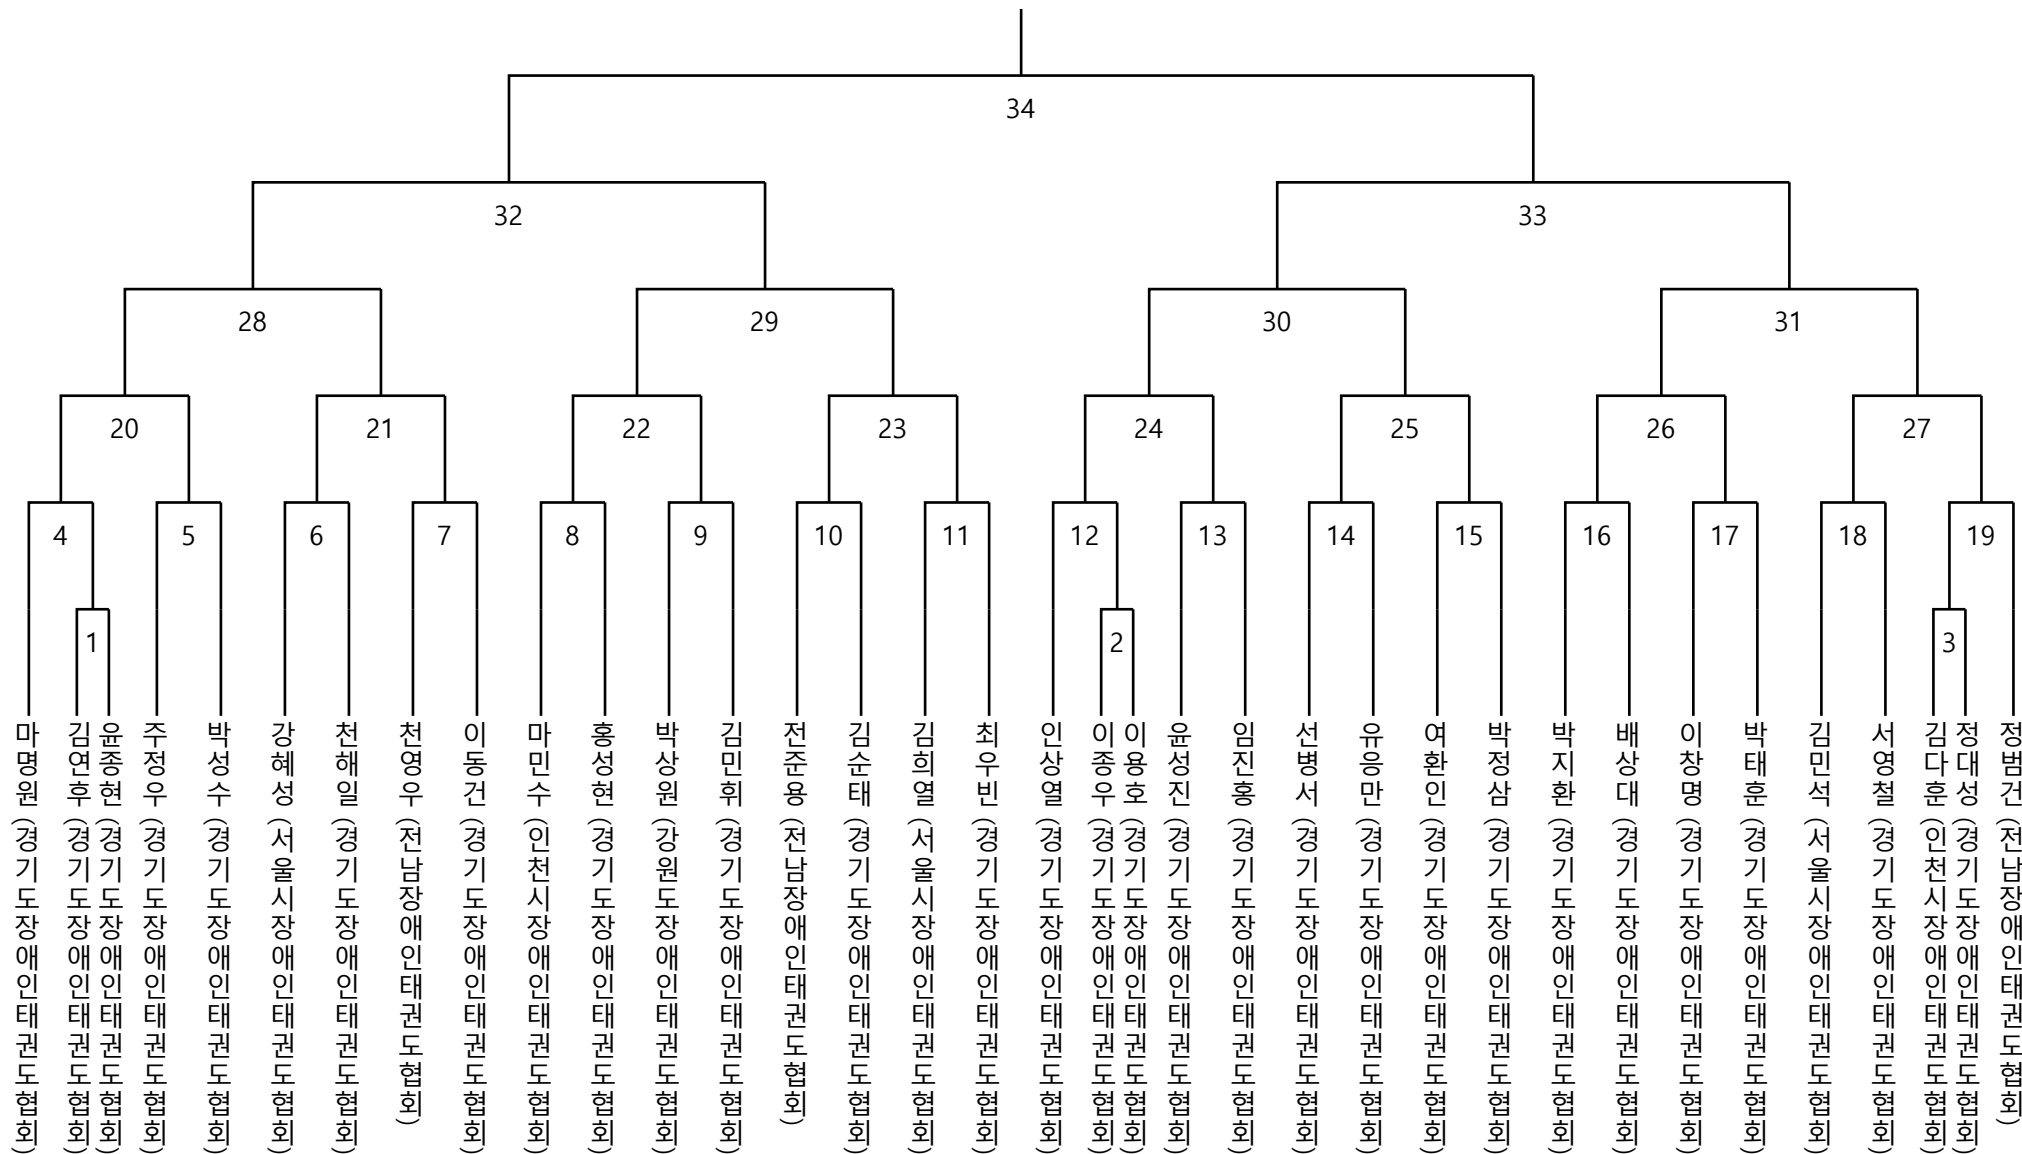 34
32
33
28
29
30
31
20
21
22
23
24
25
26
27
4
5
6
7
8
9
10
11
12
13
14
15
16
17
18
19
1
2
3
마명원 (경기도장애인태권도협회)
김연후 (경기도장애인태권도협회)
윤종현 (경기도장애인태권도협회)
주정우 (경기도장애인태권도협회)
박성수 (경기도장애인태권도협회)
강혜성 (서울시장애인태권도협회)
천해일 (경기도장애인태권도협회)
천영우 (전남장애인태권도협회)
이동건 (경기도장애인태권도협회)
마민수 (인천시장애인태권도협회)
홍성현 (경기도장애인태권도협회)
박상원 (강원도장애인태권도협회)
김민휘 (경기도장애인태권도협회)
전준용 (전남장애인태권도협회)
김순태 (경기도장애인태권도협회)
김희열 (서울시장애인태권도협회)
최우빈 (경기도장애인태권도협회)
인상열 (경기도장애인태권도협회)
이종우 (경기도장애인태권도협회)
이용호 (경기도장애인태권도협회)
윤성진 (경기도장애인태권도협회)
임진홍 (경기도장애인태권도협회)
선병서 (경기도장애인태권도협회)
유응만 (경기도장애인태권도협회)
여환인 (경기도장애인태권도협회)
박정삼 (경기도장애인태권도협회)
박지환 (경기도장애인태권도협회)
배상대 (경기도장애인태권도협회)
이창명 (경기도장애인태권도협회)
박태훈 (경기도장애인태권도협회)
김민석 (서울시장애인태권도협회)
서영철 (경기도장애인태권도협회)
김다훈 (인천시장애인태권도협회)
정대성 (경기도장애인태권도협회)
정범건 (전남장애인태권도협회)